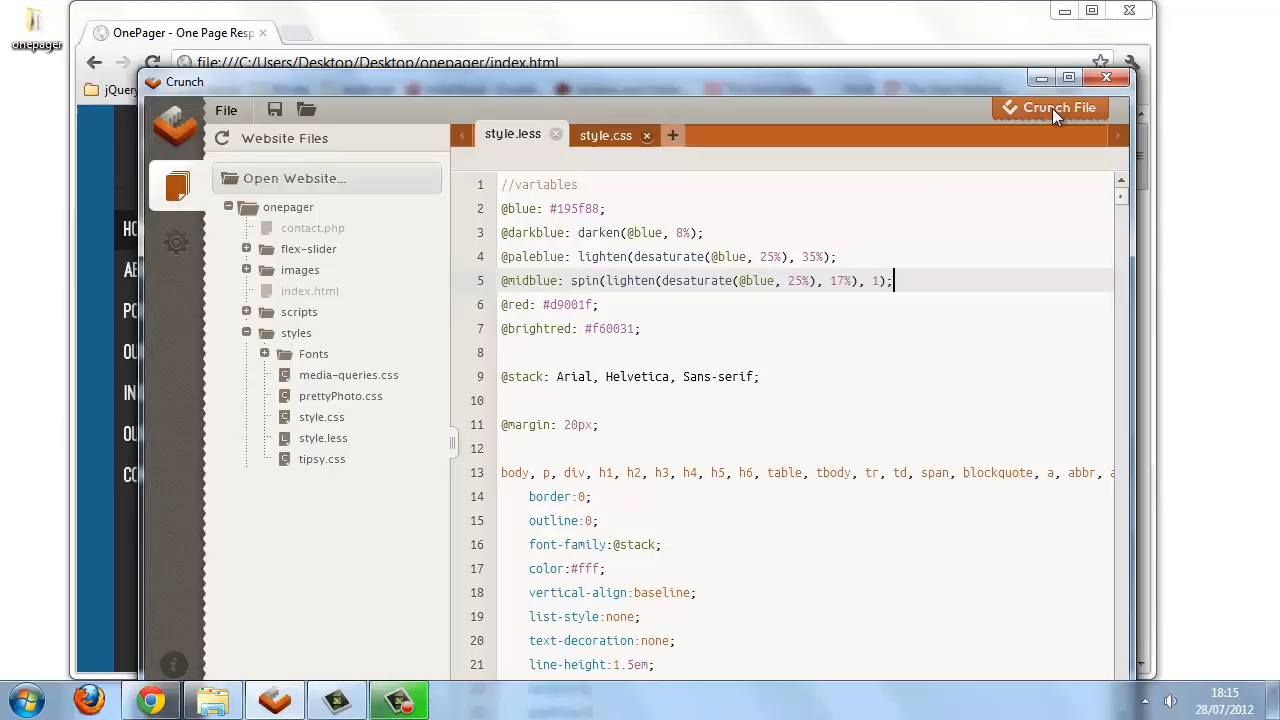 onepager
OnePager - One Page Resp
file:///C:/Users/Desktop/Desktop/onepager/index.html
jQuery
Crunch
File
Crunch File
Website Files
style.less
style.css
Open Website...
onepager
contact.php
flex-slider
images
index.html
scripts
styles
Fonts
media-queries.css
prettyPhoto.css
style.css
style.less
tipsy.css
HO
AB
PO
OU
IN
OU
CO
1 //variables
2 @blue: #195f88;
3 @darkblue: darken(@blue, 8%);
4 @paleblue: lighten(desaturate(@blue, 25%), 35%);
5 @midblue: spin(lighten(desaturate(@blue, 25%), 17%), 1);
6 @red: #d9001f;
7 @brightred: #f60031;
8
9 @stack: Arial, Helvetica, Sans-serif;
10
11 @margin: 20px;
12
13 body, p, div, h1, h2, h3, h4, h5, h6, table, tbody, tr, td, span, blockquote, a, abbr, a
14 border:0;
15 outline:0;
16 font-family:@stack;
17 color:#fff;
18 vertical-align:baseline;
19 list-style:none;
20 text-decoration:none;
21 line-height:1.5em;
18:15
28/07/2012